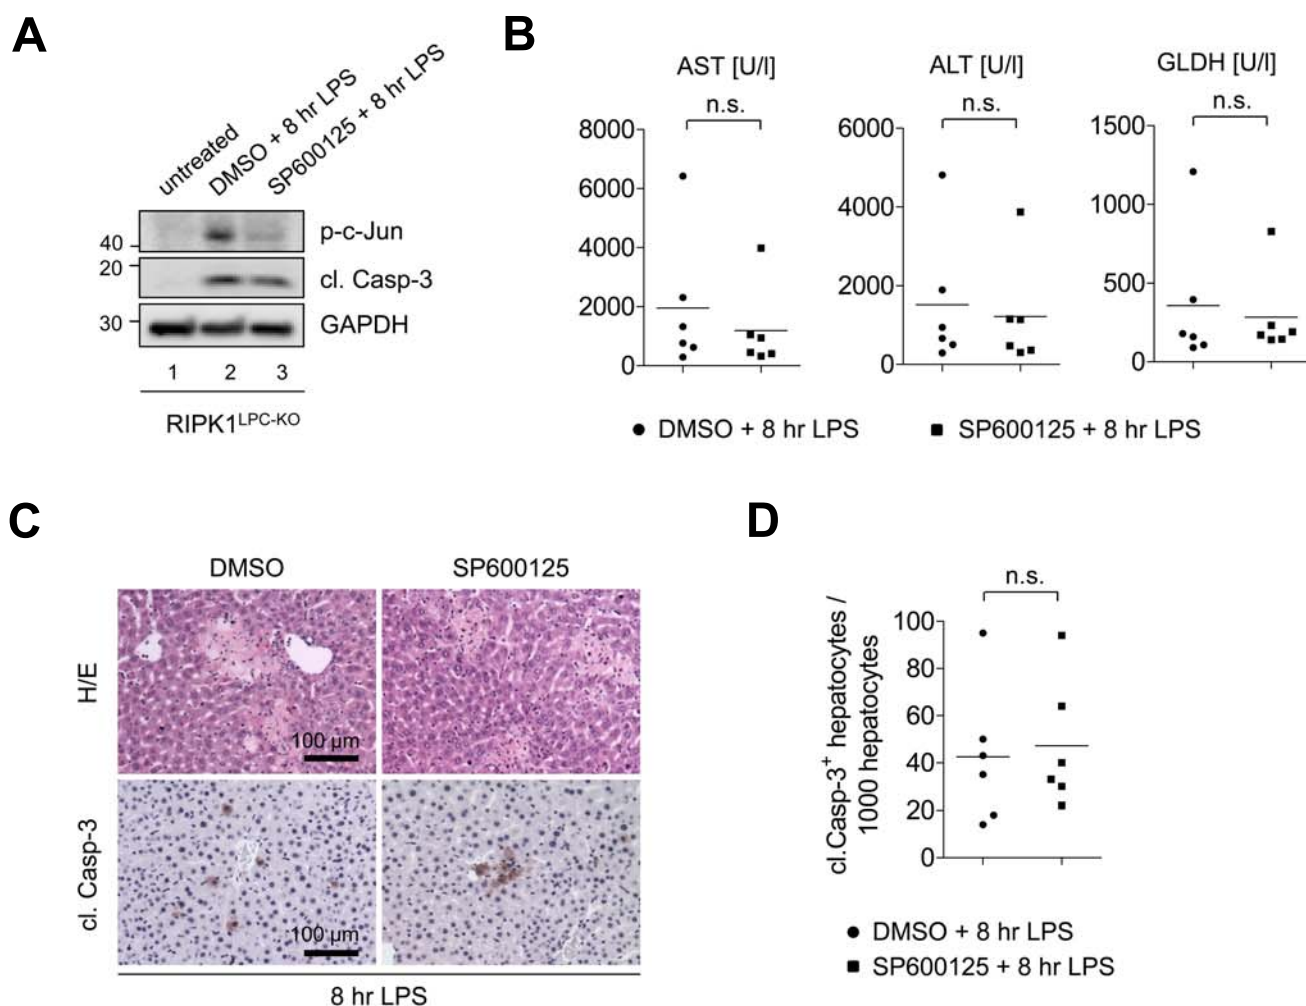 A
untreated
DMSO + 8 hr LPS
SP600125 + 8 hr LPS
40
p-c-Jun
20
cl. Casp-3
30
GAPDH
1 2 3
RIPK1LPC-KO
B
AST [U/l]
n.s.
8000
6000
4000
2000
0
ALT [U/l]
n.s.
6000
4000
2000
0
GLDH [U/l]
n.s.
1500
1000
500
0
DMSO + 8 hr LPS
SP600125 + 8 hr LPS
C
DMSO
SP600125
H/E
100 µm
cl. Casp-3
100 µm
8 hr LPS
D
n.s.
cl.Casp-3+ hepatocytes /
1000 hepatocytes
100
80
60
40
20
0
DMSO + 8 hr LPS
SP600125 + 8 hr LPS